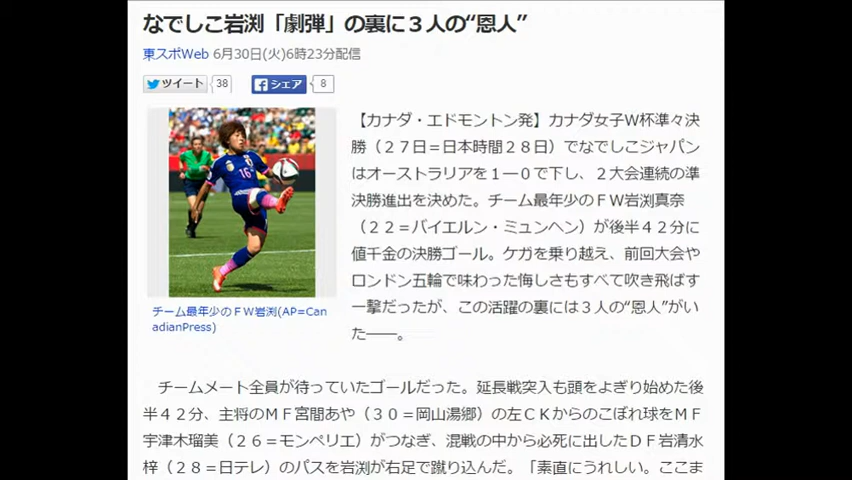 なでしこ岩渕「劇弾」の裏に３人の“恩人”
東スポWeb 6月30日(火)6時23分配信
ツイート 38 シェア 8
【カナダ・エドモントン発】カナダ女子Ｗ杯準々決
勝（２７日＝日本時間２８日）でなでしこジャパン
はオーストラリアを１―０で下し、２大会連続の準
決勝進出を決めた。チーム最年少のＦＷ岩渕真奈
（２２＝バイエルン・ミュンヘン）が後半４２分に
値千金の決勝ゴール。ケガを乗り越え、前回大会や
ロンドン五輪で味わった悔しさもすべて吹き飛ばす
一撃だったが、この活躍の裏には３人の“恩人”がい
た――。
チーム最年少のＦＷ岩渕(AP=Can
adianPress)
チームメート全員が待っていたゴールだった。延長戦突入も頭をよぎり始めた後
半４２分、主将のＭＦ宮間あや（３０＝岡山湯郷）の左ＣＫからのこぼれ球をＭＦ
宇津木瑠美（２６＝モンペリエ）がつなぎ、混戦の中から必死に出したＤＦ岩清水
梓（２８＝日テレ）のパスを岩渕が右足で蹴り込んだ。「素直にうれしい。ここま